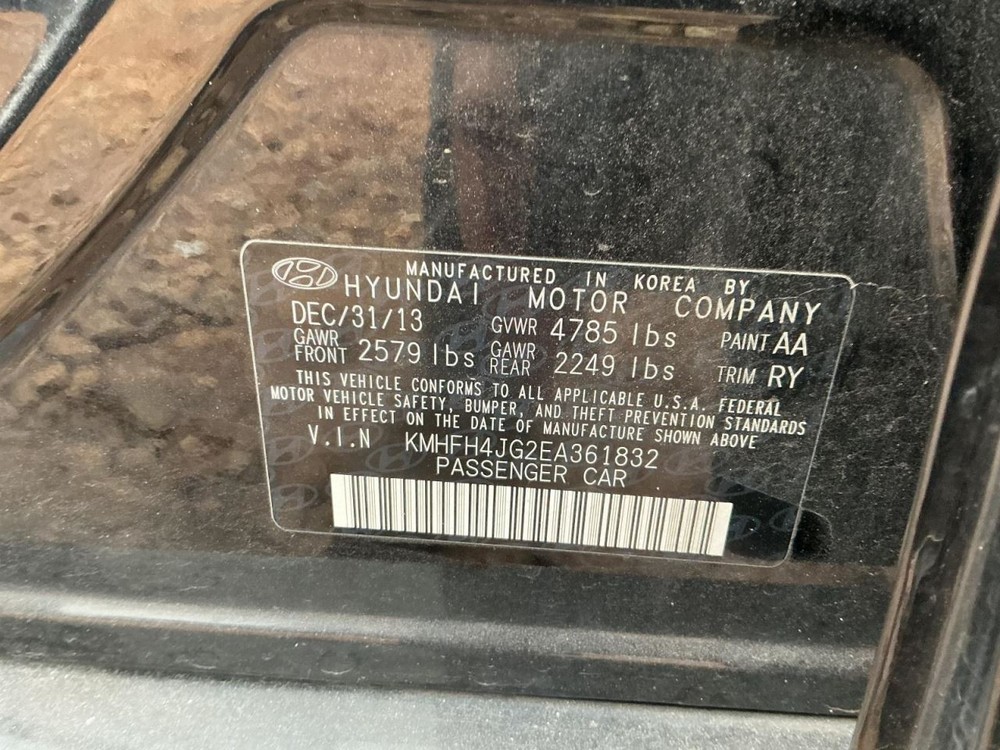 MANUFACTURED IN KOREA BY
HYUNDAI MOTOR COMPANY
DEC/31/13 GVWR 4785 lbs PAINT AA
GAWR FRONT 2579 lbs GAWR REAR 2249 lbs TRIM RY
THIS VEHICLE CONFORMS TO ALL APPLICABLE U.S.A. FEDERAL
MOTOR VEHICLE SAFETY, BUMPER, AND THEFT PREVENTION STANDARDS
IN EFFECT ON THE DATE OF MANUFACTURE SHOWN ABOVE
V.I.N KMHFH4JG2EA361832
PASSENGER CAR